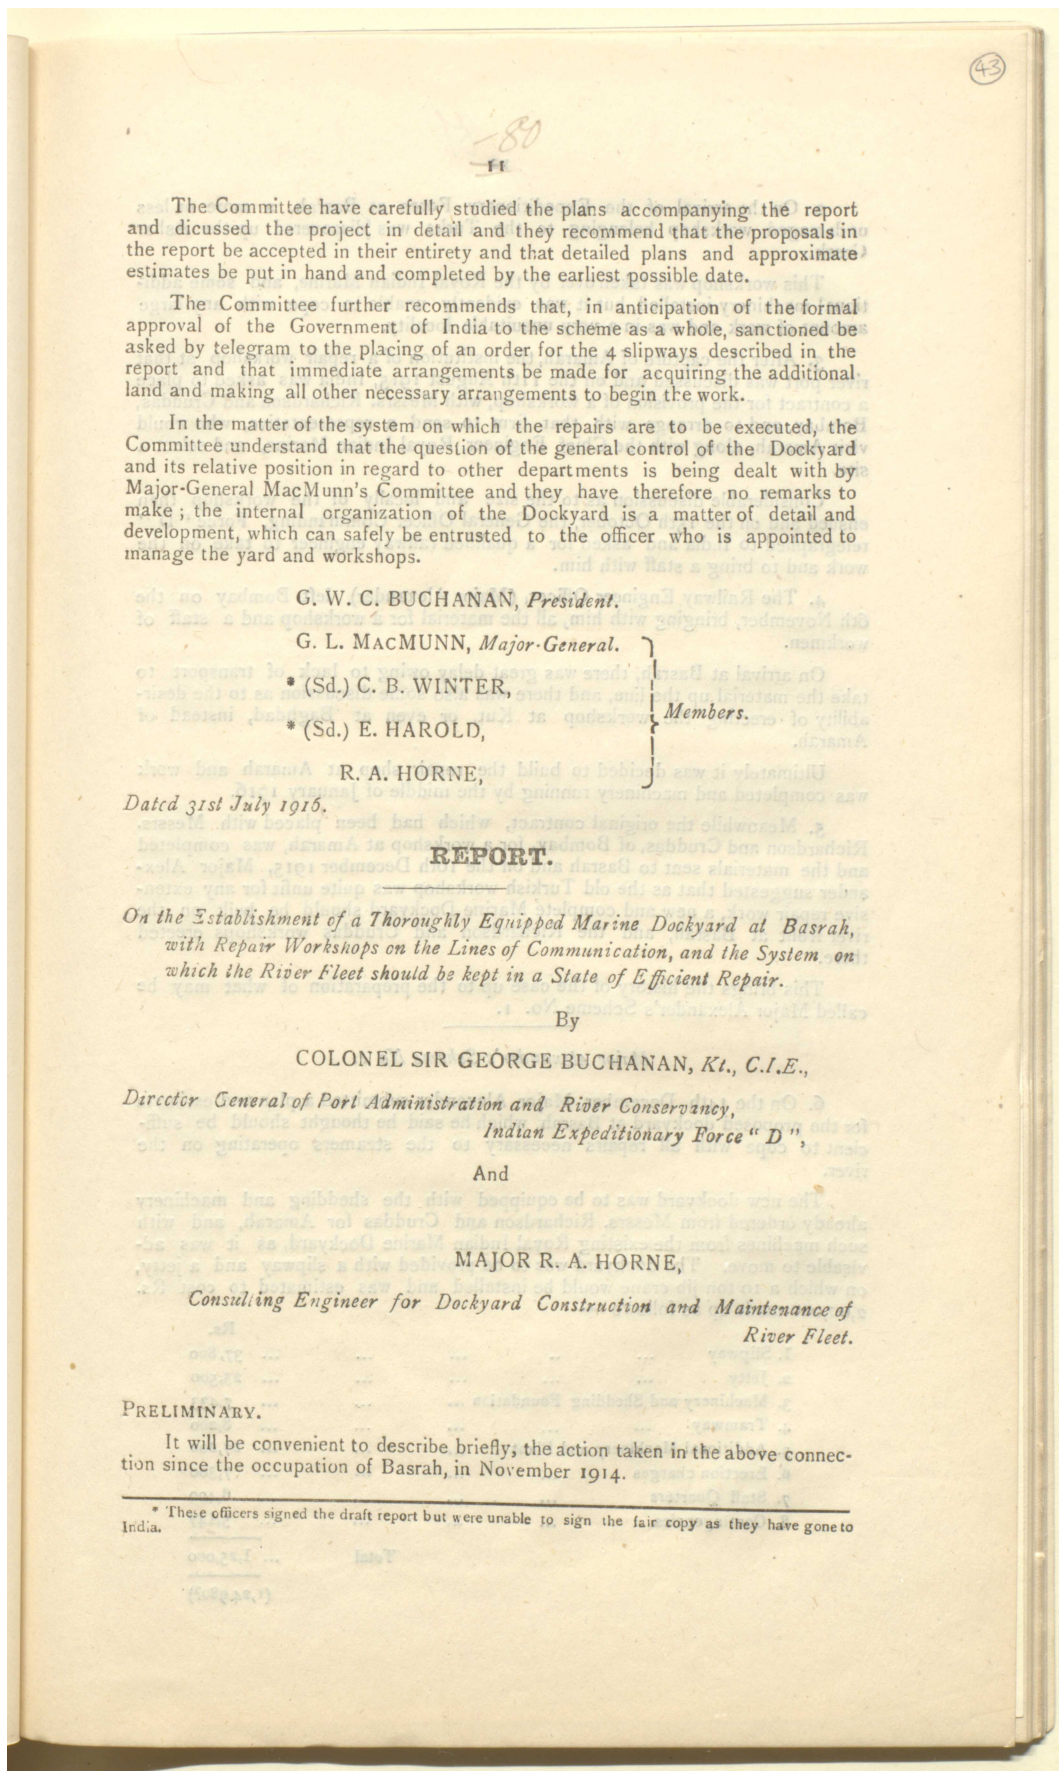 43
-80
11
The Committee have carefully studied the plans accompanying the report
and dicussed the project in detail and they recommend that the proposals in
the report be accepted in their entirety and that detailed plans and approximate
estimates be put in hand and completed by the earliest possible date.
The Committee further recommends that, in anticipation of the formal
approval of the Government of India to the scheme as a whole, sanctioned be
asked by telegram to the placing of an order for the 4 slipways described in the
report and that immediate arrangements be made for acquiring the additional
land and making all other necessary arrangements to begin the work.
In the matter of the system on which the repairs are to be executed, the
Committee understand that the question of the general control of the Dockyard
and its relative position in regard to other departments is being dealt with by
Major-General MacMunn's Committee and they have therefore no remarks to
make ; the internal organization of the Dockyard is a matter of detail and
development, which can safely be entrusted to the officer who is appointed to
manage the yard and workshops.
G. W. C. BUCHANAN, President.
G. L. MACMUNN, Major-General.
* (Sd.) C. B. WINTER,
Members.
* (Sd.) E. HAROLD,
R. A. HORNE,
Dated 31st July 1916.
REPORT.
On the Establishment of a Thoroughly Equipped Marine Dockyard at Basrah,
with Repair Workshops on the Lines of Communication, and the System on
which the River Fleet should be kept in a State of Efficient Repair.
By
COLONEL SIR GEORGE BUCHANAN, Kt., C.I.E.,
Director General of Port Administration and River Conservancy,
Indian Expeditionary Force "D",
And
MAJOR R. A. HORNE,
Consulting Engineer for Dockyard Construction and Maintenance of
River Fleet.
PRELIMINARY.
It will be convenient to describe briefly, the action taken in the above connec-
tion since the occupation of Basrah, in November 1914.
* These officers signed the draft report but were unable to sign the fair copy as they have gone to
India.